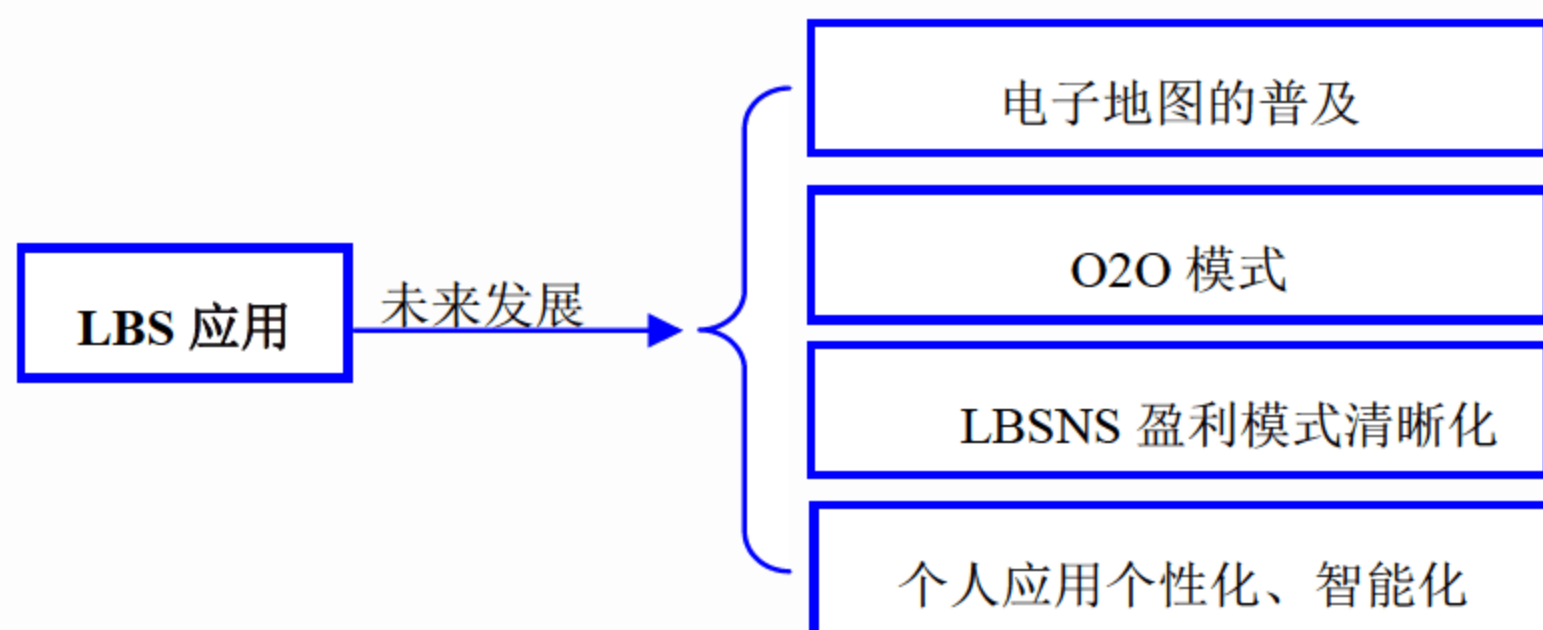 电子地图的普及
O2O 模式
LBS 应用
未来发展
LBSNS 盈利模式清晰化
个人应用个性化、智能化